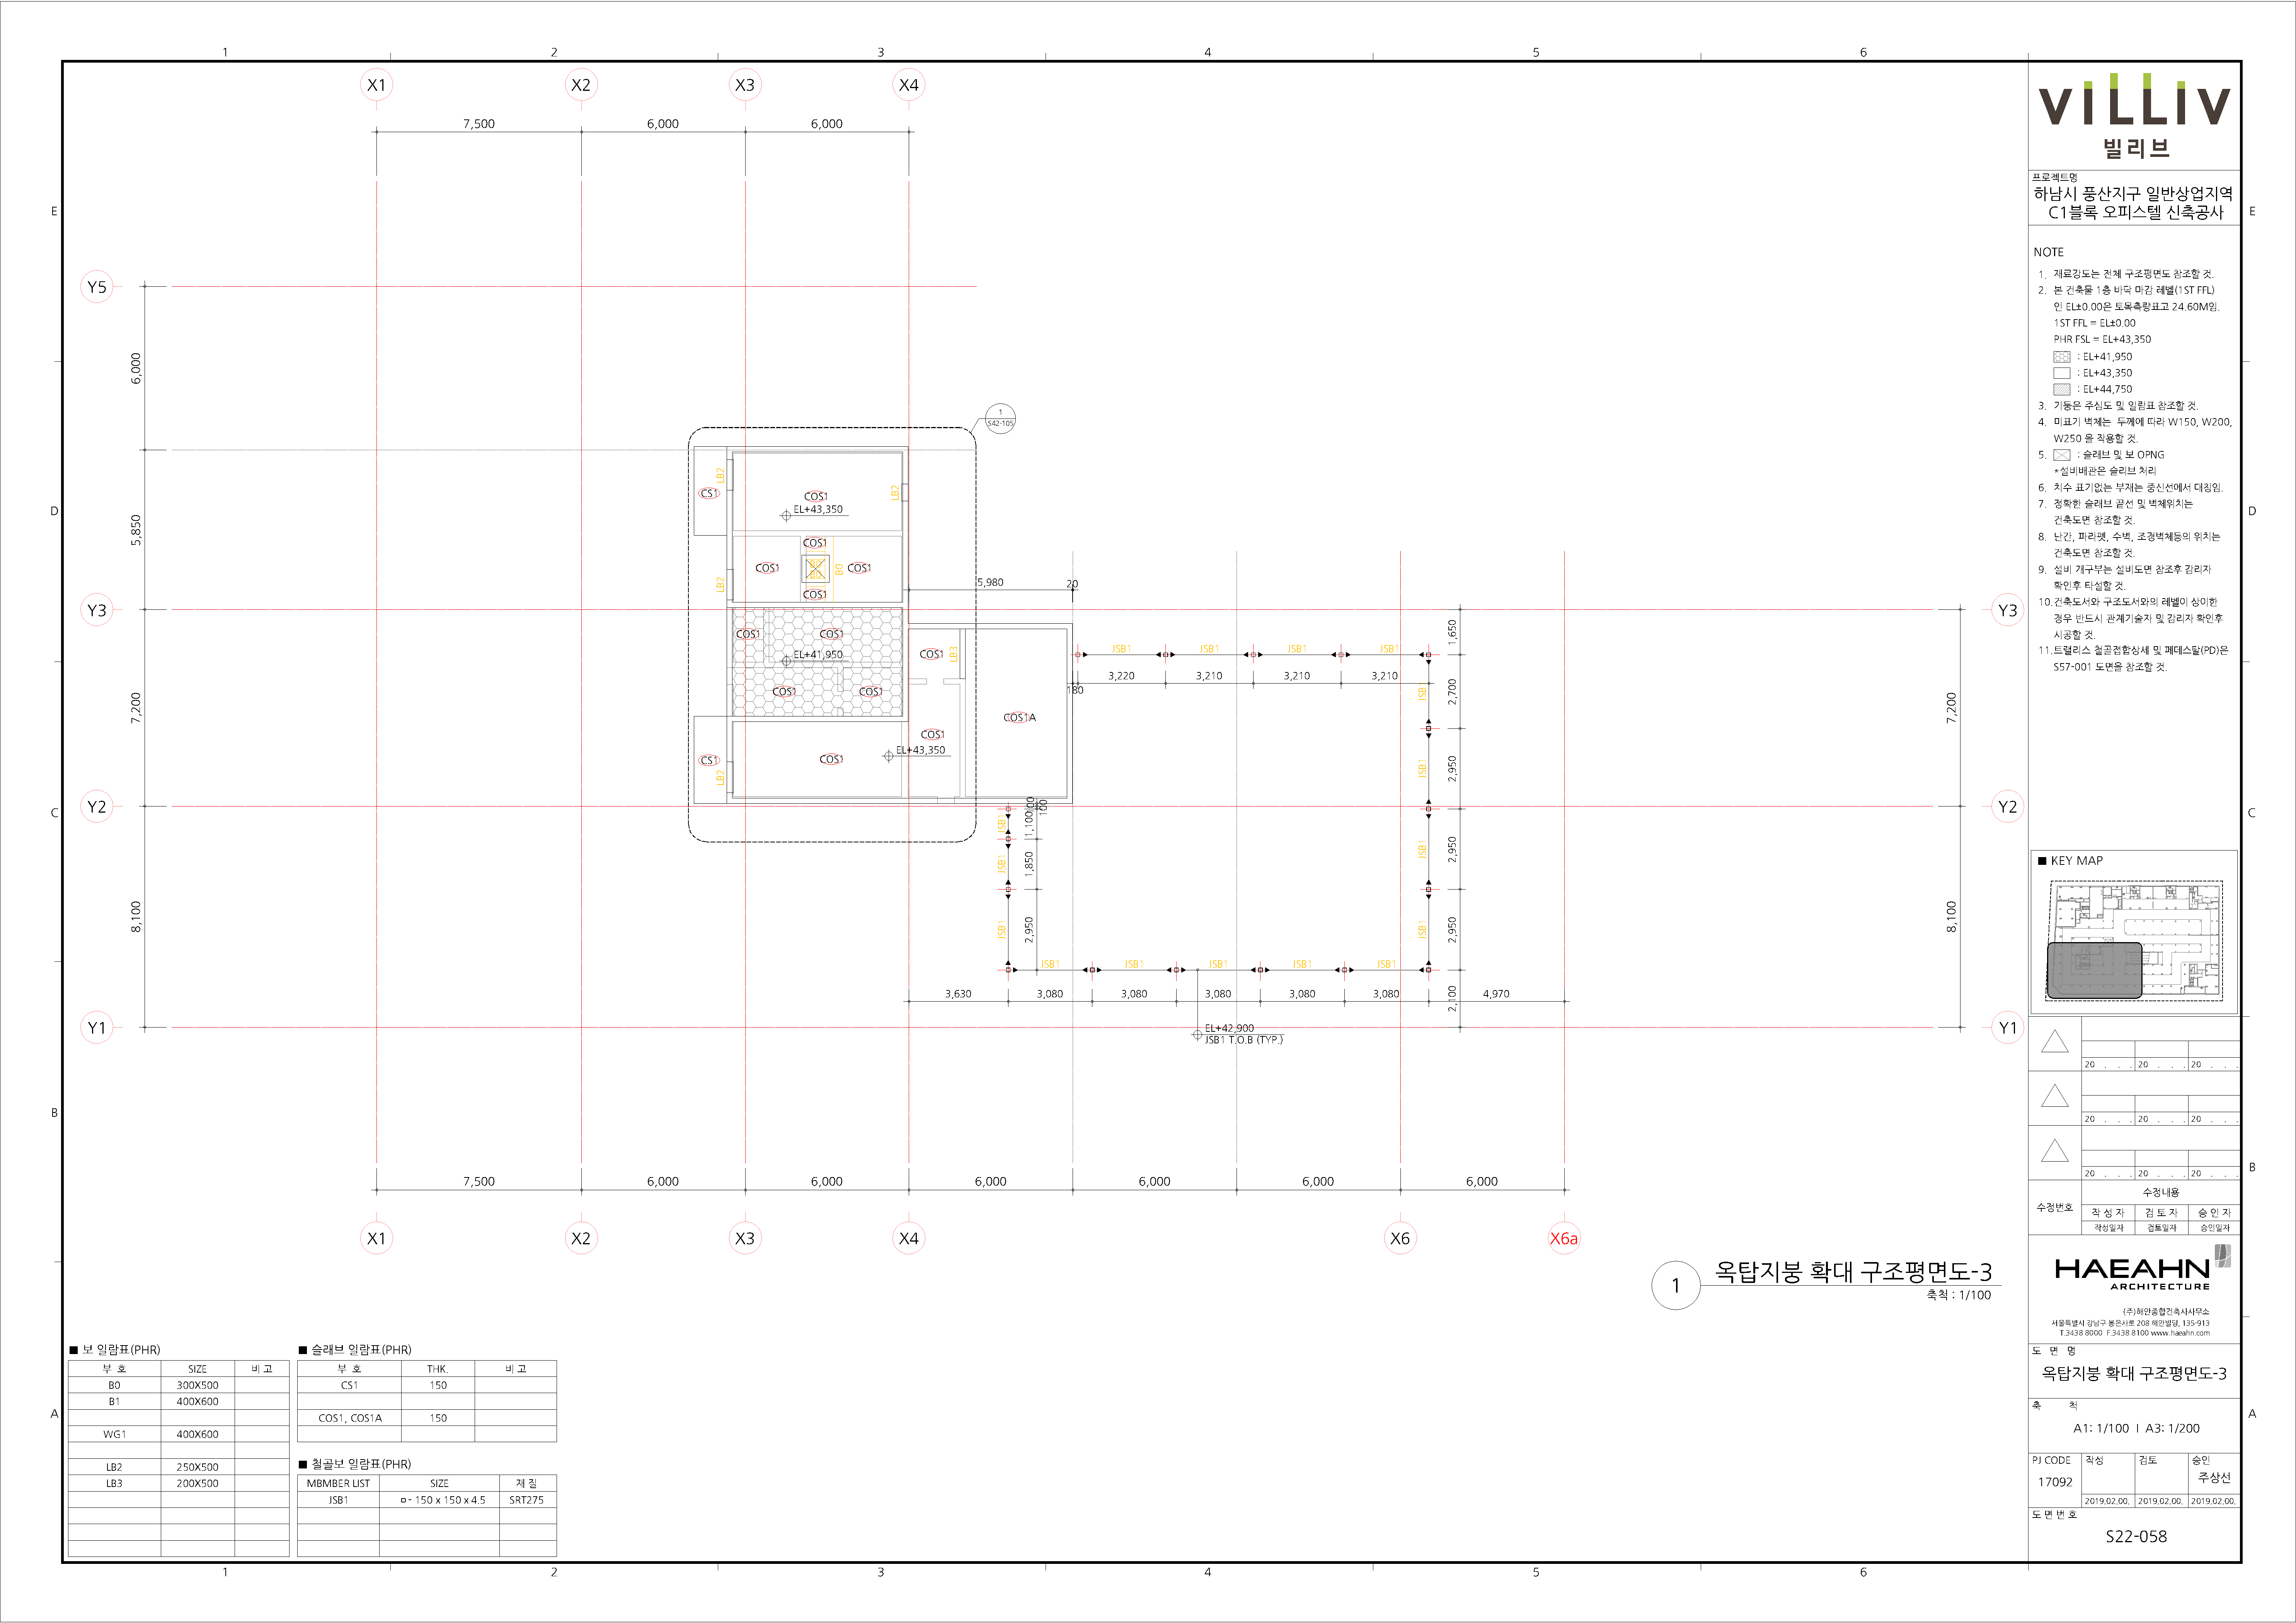 1
2
3
4
5
6
X1
X2
X3
X4
7,500
6,000
6,000
E
D
C
B
A
Y5
Y3
Y2
Y1
6,000
5,850
7,200
8,100
1
S42-105
CS1
LB2
COS1
EL+43,350
LB2
COS1
COS1
B0
B0
B0
COS1
COS1
LB2
5,980
20
COS1
COS1
EL+41,950
COS1
COS1
COS1
LB3
COS1A
COS1
EL+43,350
CS1
LB2
COS1
JSB1
JSB1
JSB1
JSB1
180
3,220
3,210
3,210
3,210
1,650
2,700
2,950
2,950
2,950
2,100
JSB1
JSB1
JSB1
JSB1
100
1,100
1,850
2,950
JSB1
JSB1
JSB1
JSB1
JSB1
JSB1
JSB1
JSB1
3,630
3,080
3,080
3,080
3,080
3,080
4,970
EL+42,900
JSB1 T.O.B (TYP.)
Y3
7,200
Y2
8,100
Y1
7,500
6,000
6,000
6,000
6,000
6,000
6,000
X1
X2
X3
X4
X6
X6a
1
옥탑지붕 확대 구조평면도-3
축척 : 1/100
■ 보 일람표(PHR)
부 호 SIZE 비 고
B0 300X500
B1 400X600
WG1 400X600
LB2 250X500
LB3 200X500
■ 슬래브 일람표(PHR)
부 호 THK. 비 고
CS1 150
COS1, COS1A 150
■ 철골보 일람표(PHR)
MBMBER LIST SIZE 재 질
JSB1 ㅁ- 150 x 150 x 4.5 SRT275
VILLIV
빌리브
프로젝트명
하남시 풍산지구 일반상업지역
C1블록 오피스텔 신축공사
NOTE
1. 재료강도는 전체 구조평면도 참조할 것.
2. 본 건축물 1층 바닥 마감 레벨(1ST FFL)
인 EL±0.00은 토목측량표고 24.60M임.
1ST FFL = EL±0.00
PHR FSL = EL+43,350
: EL+41,950
: EL+43,350
: EL+44,750
3. 기둥은 주심도 및 일람표 참조할 것.
4. 미표기 벽체는 두께에 따라 W150, W200,
W250 을 적용할 것.
5. : 슬래브 및 보 OPNG
*설비배관은 슬리브 처리
6. 치수 표기없는 부재는 중신선에서 대칭임.
7. 정확한 슬래브 끝선 및 벽체위치는
건축도면 참조할 것.
8. 난간, 파라펫, 수벽, 조경벽체등의 위치는
건축도면 참조할 것.
9. 설비 개구부는 설비도면 참조후 감리자
확인후 타설할 것.
10.건축도서와 구조도서와의 레벨이 상이한
경우 반드시 관계기술자 및 감리자 확인후
시공할 것.
11.트랠리스 철골접합상세 및 페데스탈(PD)은
S57-001 도면을 참조할 것.
■ KEY MAP
20 . . . 20 . . . 20 . . .
20 . . . 20 . . . 20 . . .
20 . . . 20 . . . 20 . . .
수정번호
수정내용
작 성 자 검 토 자 승 인 자
작성일자 검토일자 승인일자
HAEAHN
ARCHITECTURE
(주)해안종합건축사사무소
서울특별시 강남구 봉은사로 208 해안빌딩, 135-913
T.3438 8000 F.3438 8100 www.haeahn.com
도 면 명
옥탑지붕 확대 구조평면도-3
축 척
A1: 1/100 I A3: 1/200
PJ CODE 작성 검토 승인
17092 주상선
2019.02.00. 2019.02.00. 2019.02.00.
도 면 번 호
S22-058
E
D
C
B
A
1
2
3
4
5
6